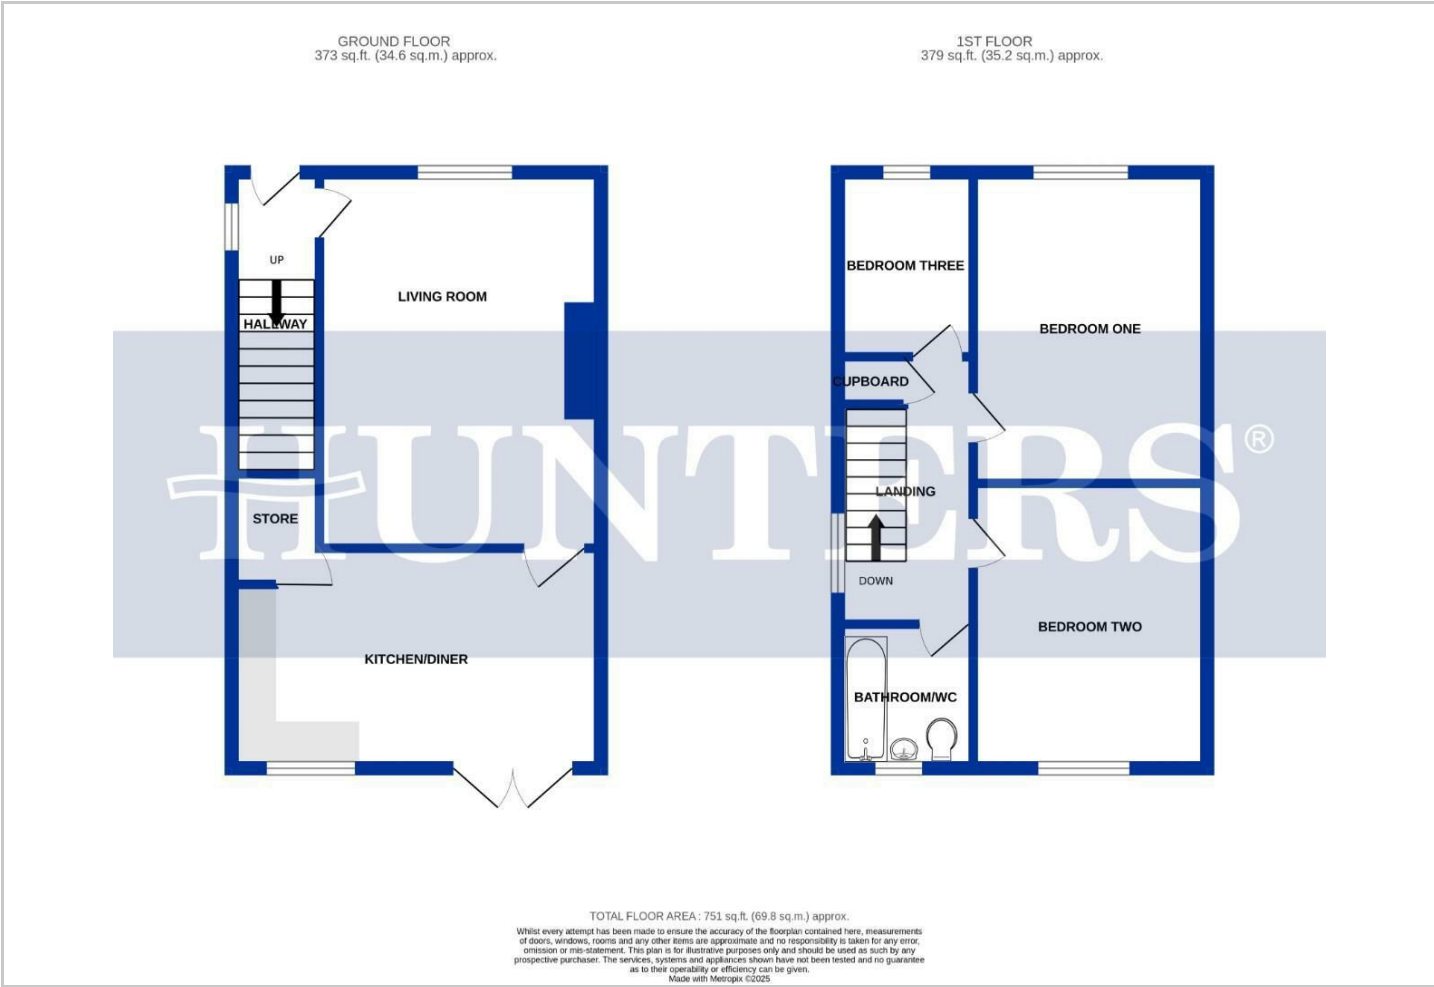 GROUND FLOOR
373 sq.ft. (34.6 sq.m.) approx.
1ST FLOOR
379 sq.ft. (35.2 sq.m.) approx.
UP
HALLWAY
LIVING ROOM
STORE
KITCHEN/DINER
BEDROOM THREE
BEDROOM ONE
CUPBOARD
LANDING
DOWN
BEDROOM TWO
BATHROOM/WC
HUNTERS®
TOTAL FLOOR AREA : 751 sq.ft. (69.8 sq.m.) approx.
Whilst every attempt has been made to ensure the accuracy of the floorplan contained here, measurements
of doors, windows, rooms and any other items are approximate and no responsibility is taken for any error,
omission or mis-statement. This plan is for illustrative purposes only and should be used as such by any
prospective purchaser. The services, systems and appliances shown have not been tested and no guarantee
as to their operability or efficiency can be given.
Made with Metropix ©2025